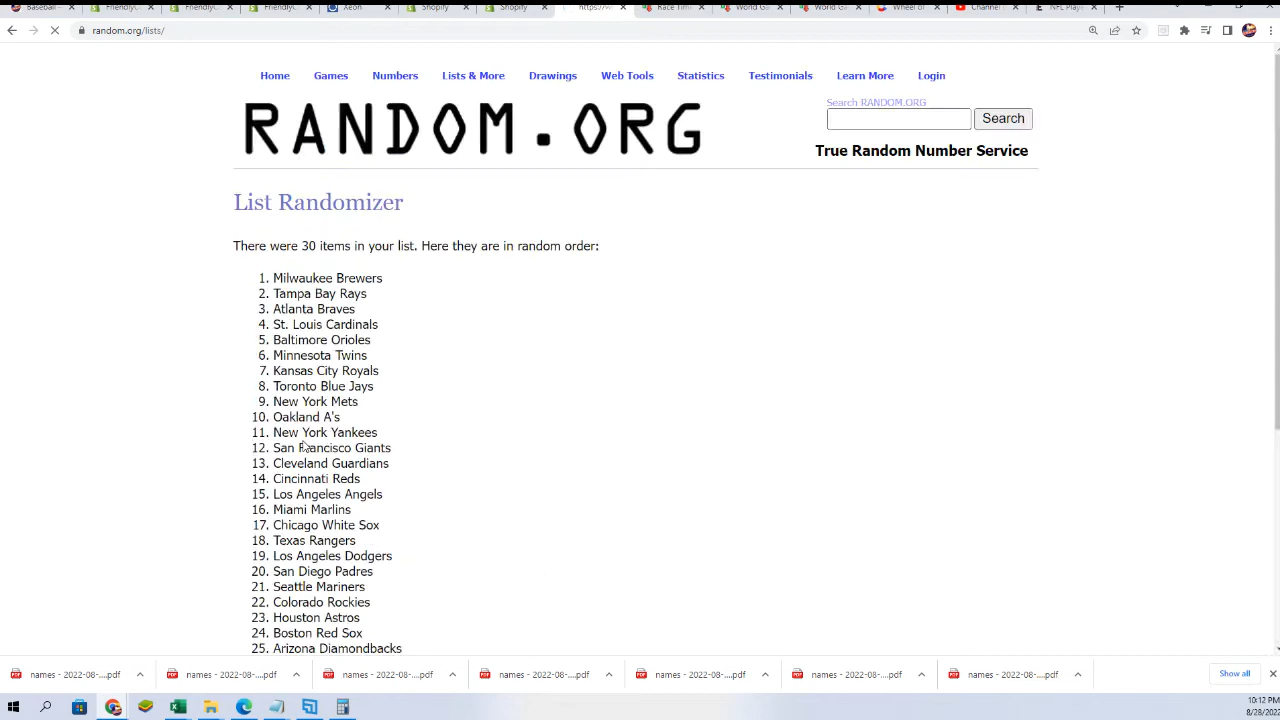 Baseball
FriendlyC
FriendlyC
FriendlyC
Xeon
Shopify
Shopify
Race Time
World Ge
World Ga
Wheel of
Channel
NFL Playe
random.org/lists/
Home Games Numbers Lists & More Drawings Web Tools Statistics Testimonials Learn More Login
RANDOM.ORG
Search RANDOM.ORG
Search
True Random Number Service
List Randomizer
There were 30 items in your list. Here they are in random order:
1. Milwaukee Brewers
2. Tampa Bay Rays
3. Atlanta Braves
4. St. Louis Cardinals
5. Baltimore Orioles
6. Minnesota Twins
7. Kansas City Royals
8. Toronto Blue Jays
9. New York Mets
10. Oakland A's
11. New York Yankees
12. San Francisco Giants
13. Cleveland Guardians
14. Cincinnati Reds
15. Los Angeles Angels
16. Miami Marlins
17. Chicago White Sox
18. Texas Rangers
19. Los Angeles Dodgers
20. San Diego Padres
21. Seattle Mariners
22. Colorado Rockies
23. Houston Astros
24. Boston Red Sox
25. Arizona Diamondbacks
names - 2022-08-....pdf
names - 2022-08-....pdf
names - 2022-08-....pdf
names - 2022-08-....pdf
names - 2022-08-....pdf
names - 2022-08-....pdf
names - 2022-08-....pdf
Show all
10:12 PM
8/28/2022